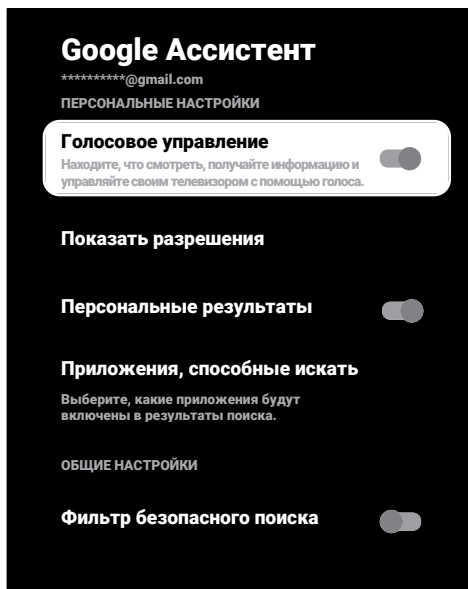 Google Ассистент
**********@gmail.com
ПЕРСОНАЛЬНЫЕ НАСТРОЙКИ
Голосовое управление
Находите, что смотреть, получайте информацию и
управляйте своим телевизором с помощью голоса.
Показать разрешения
Персональные результаты
Приложения, способные искать
Выберите, какие приложения будут
включены в результаты поиска.
ОБЩИЕ НАСТРОЙКИ
Фильтр безопасного поиска